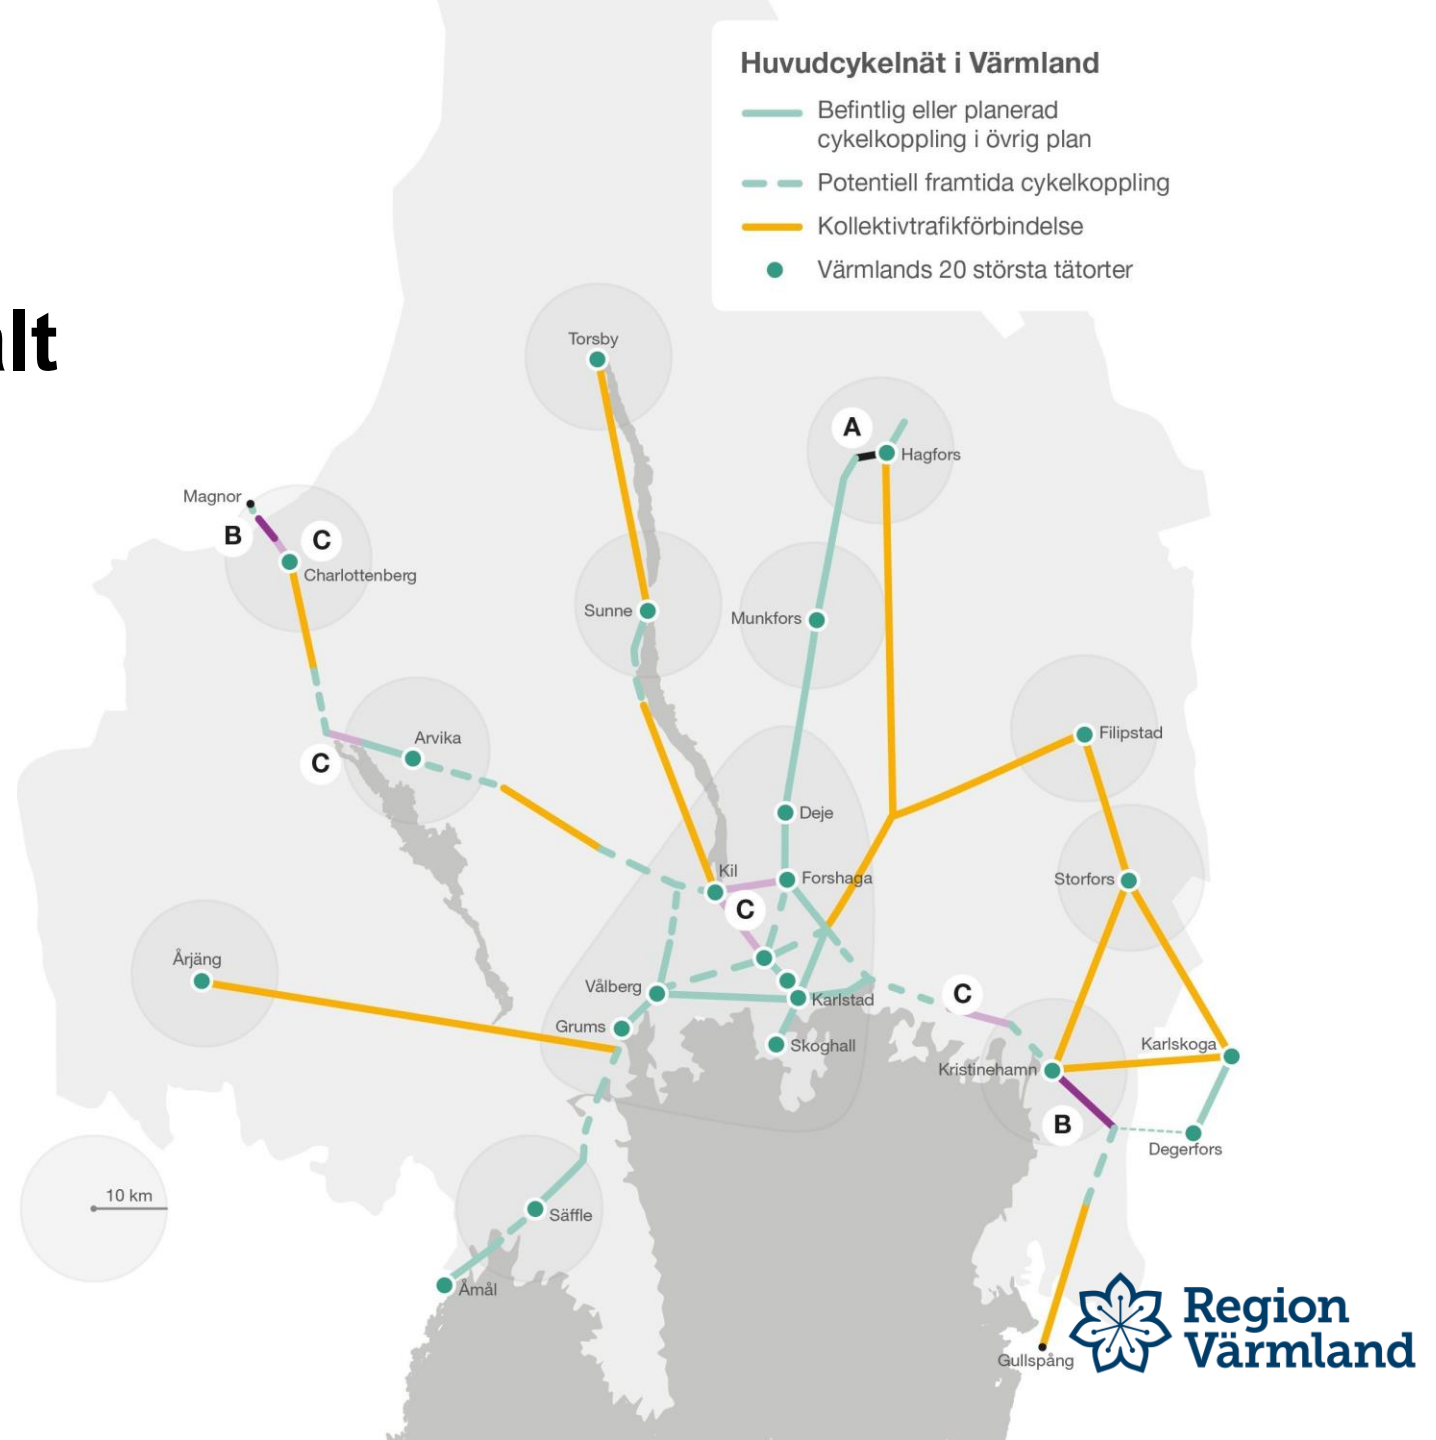 Huvudcykelnät i Värmland
Befintlig eller planerad
cykelkoppling i övrig plan
Potentiell framtida cykelkoppling
Kollektivtrafikförbindelse
Värmlands 20 största tätorter
alt
Torsby
A
Hagfors
Magnor
B
C
Charlottenberg
Sunne
Munkfors
Filipstad
Arvika
C
Deje
Kil
Forshaga
Storfors
C
Årjäng
Vålberg
Karlstad
C
Grums
Skoghall
Karlskoga
Kristinehamn
B
Degerfors
10 km
Säffle
Åmål
Gullspång
Region
Värmland